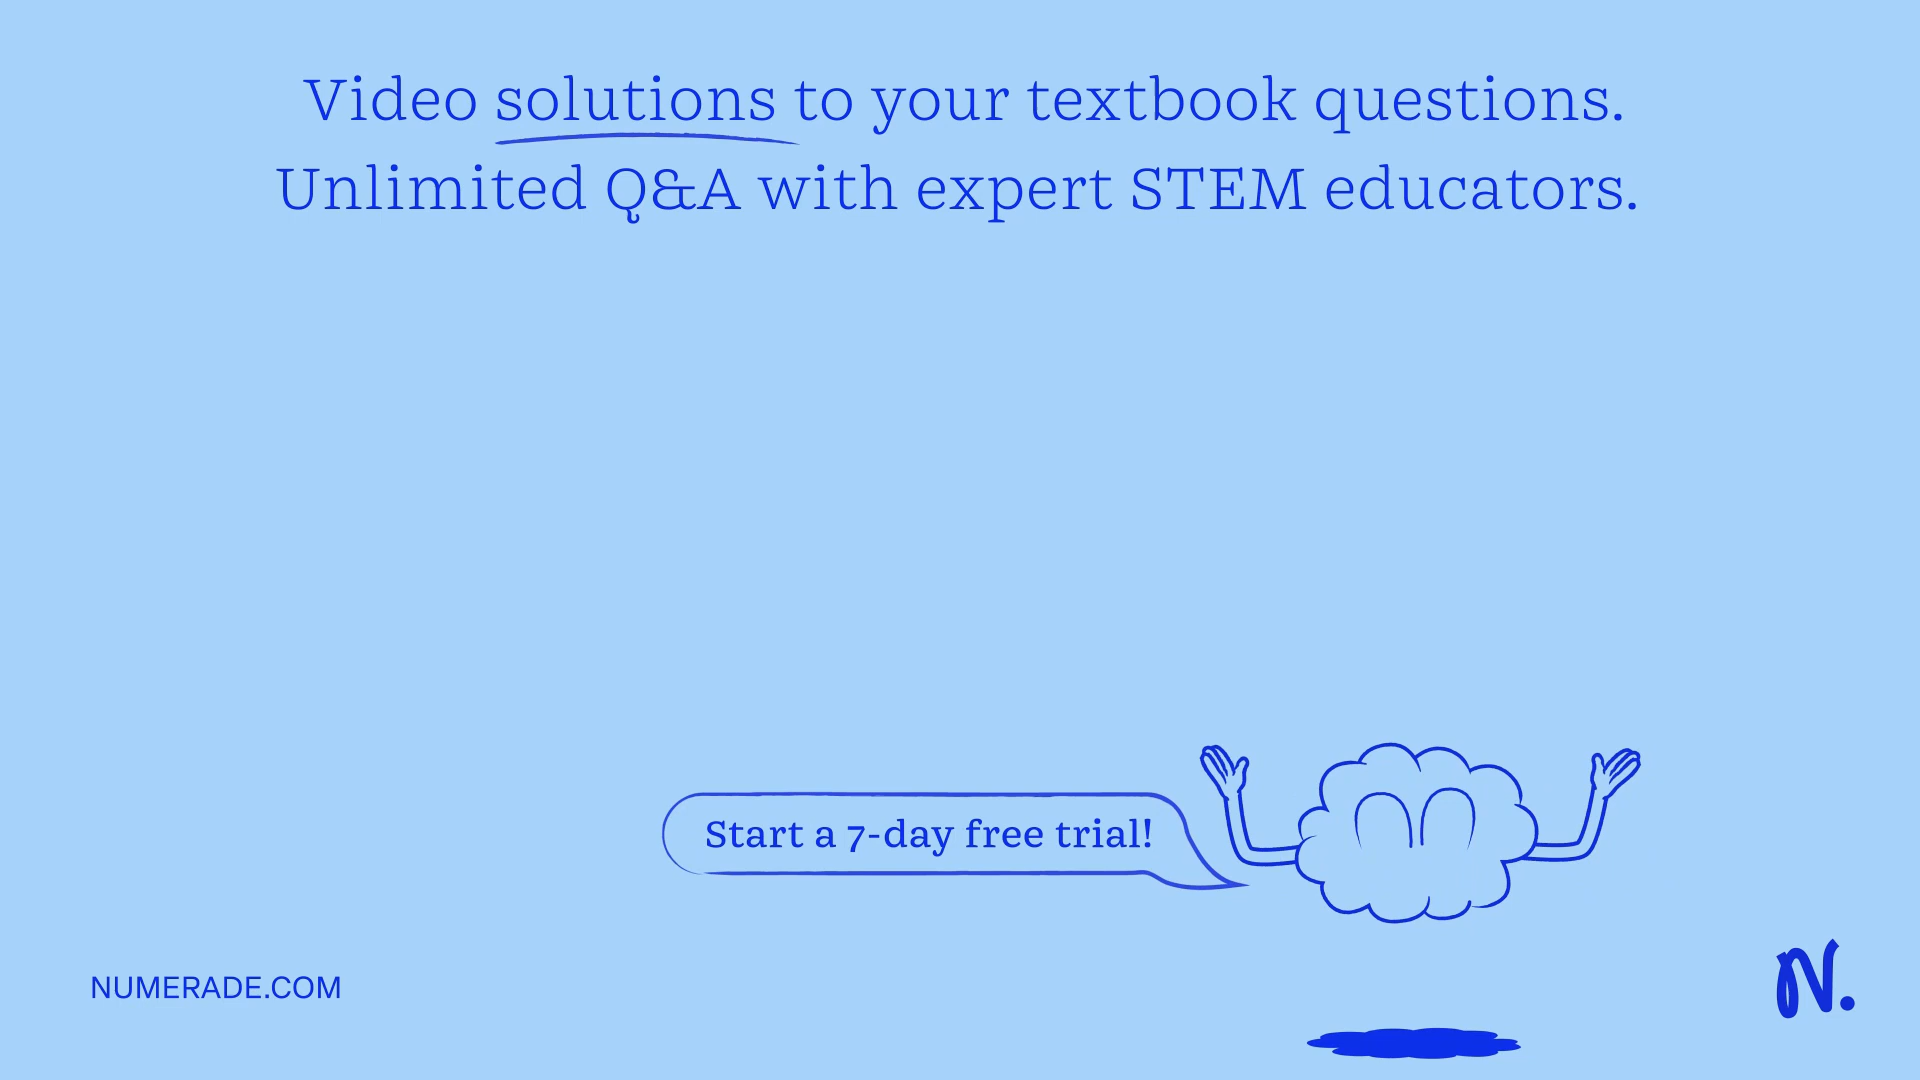 Video solutions to your textbook questions.
Unlimited Q&A with expert STEM educators.
Start a 7-day free trial!
NUMERADE.COM
N.